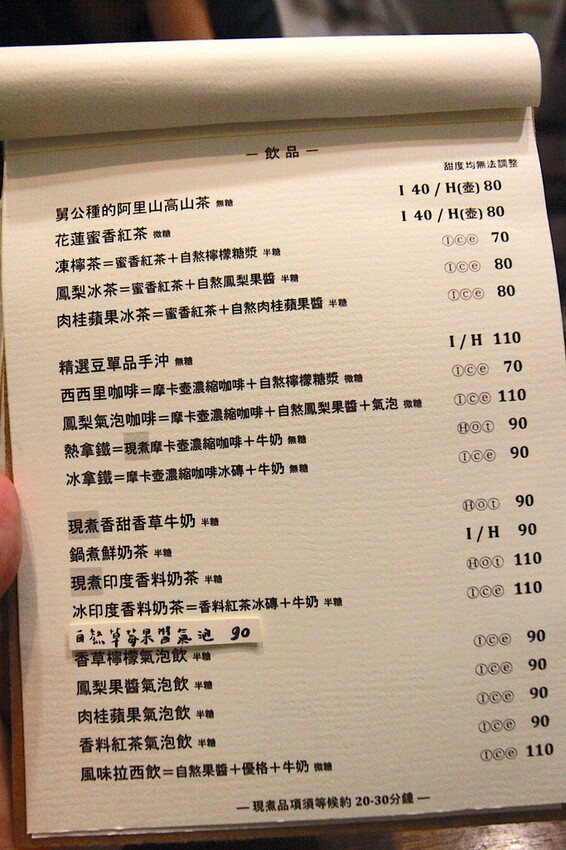 — 飲品 —
甜度均無法調整
舅公種的阿里山高山茶 無糖 I 40 / H(壺) 80
花蓮蜜香紅茶 微糖 I 40 / H(壺) 80
凍檸茶=蜜香紅茶+自熬檸檬糖漿 半糖 Ice 70
鳳梨冰茶=蜜香紅茶+自熬鳳梨果醬 半糖 Ice 80
肉桂蘋果冰茶=蜜香紅茶+自熬肉桂蘋果醬 半糖 Ice 80
精選豆單品手沖 無糖 I / H 110
西西里咖啡=摩卡壺濃縮咖啡+自熬檸檬糖漿 微糖 Ice 70
鳳梨氣泡咖啡=摩卡壺濃縮咖啡+自熬鳳梨果醬+氣泡 微糖 Ice 110
熱拿鐵=現煮摩卡壺濃縮咖啡+牛奶 無糖 Hot 90
冰拿鐵=摩卡壺濃縮咖啡冰磚+牛奶 無糖 Ice 90
現煮香甜香草牛奶 半糖 Hot 90
鍋煮鮮奶茶 半糖 I / H 90
現煮印度香料奶茶 半糖 Hot 110
冰印度香料奶茶=香料紅茶冰磚+牛奶 半糖 Ice 110
自熬草莓果醬氣泡 90
香草檸檬氣泡飲 半糖 Ice 90
鳳梨果醬氣泡飲 半糖 Ice 90
肉桂蘋果氣泡飲 半糖 Ice 90
香料紅茶氣泡飲 半糖 Ice 90
風味拉西飲=自熬果醬+優格+牛奶 微糖 Ice 110
— 現煮品項須等候約 20-30分鐘 —